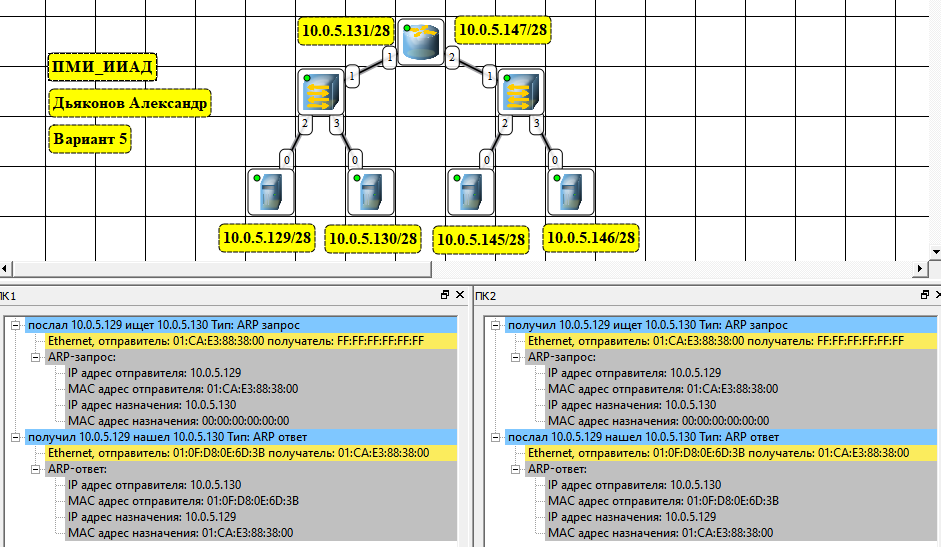 10.0.5.131/28
10.0.5.147/28
1
2
1
1
ПМИ_ИИАД
Дьяконов Александр
Вариант 5
2
3
2
3
0
0
0
0
10.0.5.129/28
10.0.5.130/28
10.0.5.145/28
10.0.5.146/28
ПК1
послал 10.0.5.129 ищет 10.0.5.130 Тип: ARP запрос
Ethernet, отправитель: 01:CA:E3:88:38:00 получатель: FF:FF:FF:FF:FF:FF
ARP-запрос:
IP адрес отправителя: 10.0.5.129
MAC адрес отправителя: 01:CA:E3:88:38:00
IP адрес назначения: 10.0.5.130
MAC адрес назначения: 00:00:00:00:00:00
получил 10.0.5.129 нашел 10.0.5.130 Тип: ARP ответ
Ethernet, отправитель: 01:0F:D8:0E:6D:3B получатель: 01:CA:E3:88:38:00
ARP-ответ:
IP адрес отправителя: 10.0.5.130
MAC адрес отправителя: 01:0F:D8:0E:6D:3B
IP адрес назначения: 10.0.5.129
MAC адрес назначения: 01:CA:E3:88:38:00
ПК2
получил 10.0.5.129 ищет 10.0.5.130 Тип: ARP запрос
Ethernet, отправитель: 01:CA:E3:88:38:00 получатель: FF:FF:FF:FF:FF:FF
ARP-запрос:
IP адрес отправителя: 10.0.5.129
MAC адрес отправителя: 01:CA:E3:88:38:00
IP адрес назначения: 10.0.5.130
MAC адрес назначения: 00:00:00:00:00:00
послал 10.0.5.129 нашел 10.0.5.130 Тип: ARP ответ
Ethernet, отправитель: 01:0F:D8:0E:6D:3B получатель: 01:CA:E3:88:38:00
ARP-ответ:
IP адрес отправителя: 10.0.5.130
MAC адрес отправителя: 01:0F:D8:0E:6D:3B
IP адрес назначения: 10.0.5.129
MAC адрес назначения: 01:CA:E3:88:38:00